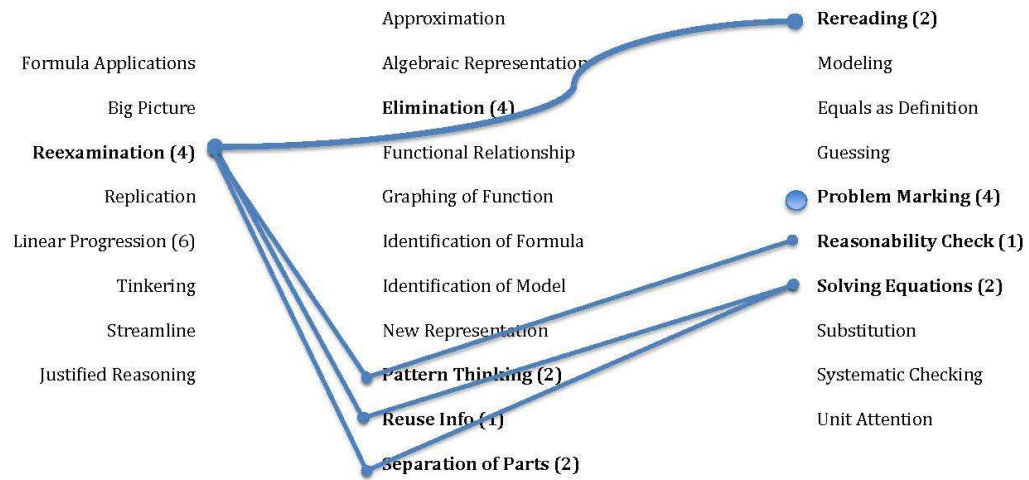 Formula Applications
Big Picture
Reexamination (4)
Replication
Linear Progression (6)
Tinkering
Streamline
Justified Reasoning
Approximation
Algebraic Representation
Elimination (4)
Functional Relationship
Graphing of Function
Identification of Formula
Identification of Model
New Representation
Pattern Thinking (2)
Reuse Info (1)
Separation of Parts (2)
Rereading (2)
Modeling
Equals as Definition
Guessing
Problem Marking (4)
Reasonability Check (1)
Solving Equations (2)
Substitution
Systematic Checking
Unit Attention